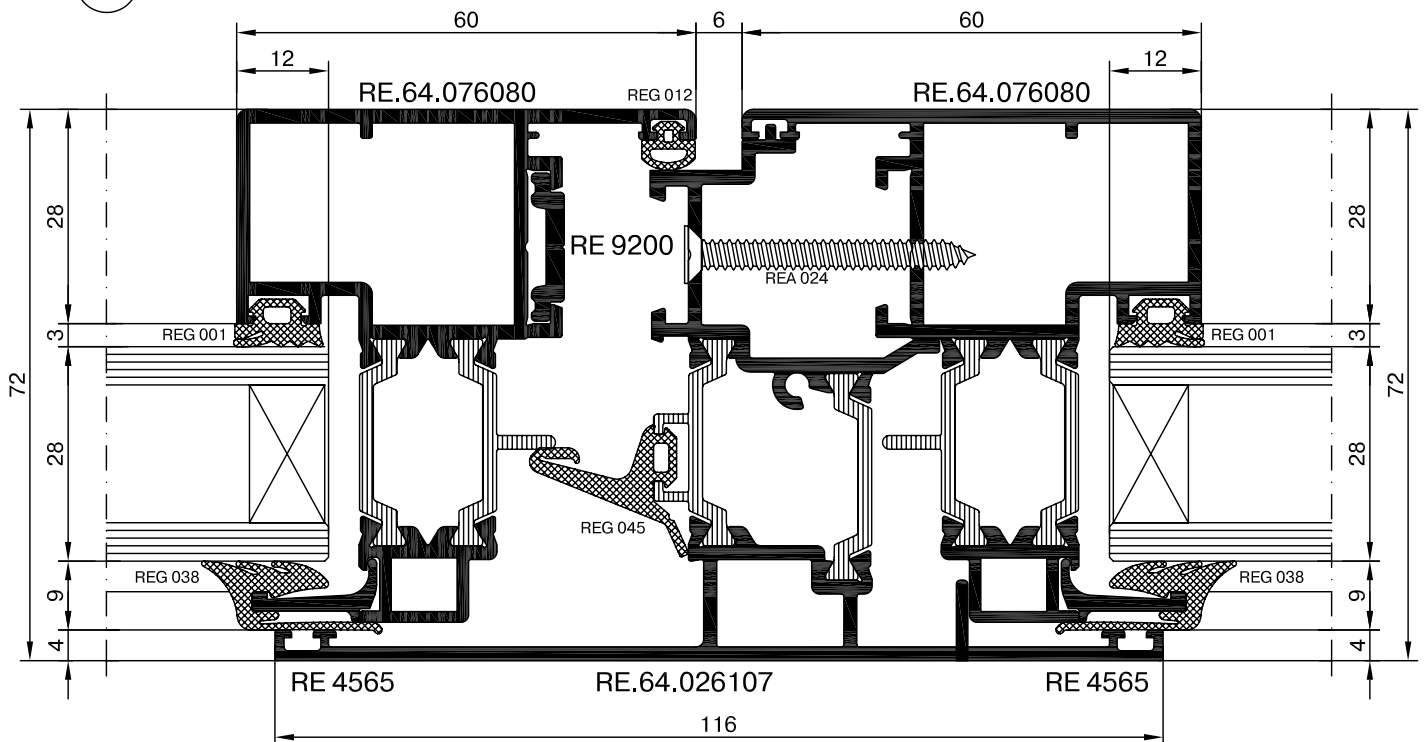 60 6 60
12 12
RE.64.076080 REG 012 RE.64.076080
28 28
RE 9200
REA 024
3 REG 001 REG 001 3
72 72
28 28
REG 045
REG 038 REG 038
9 9
4 4
RE 4565 RE.64.026107 RE 4565
116